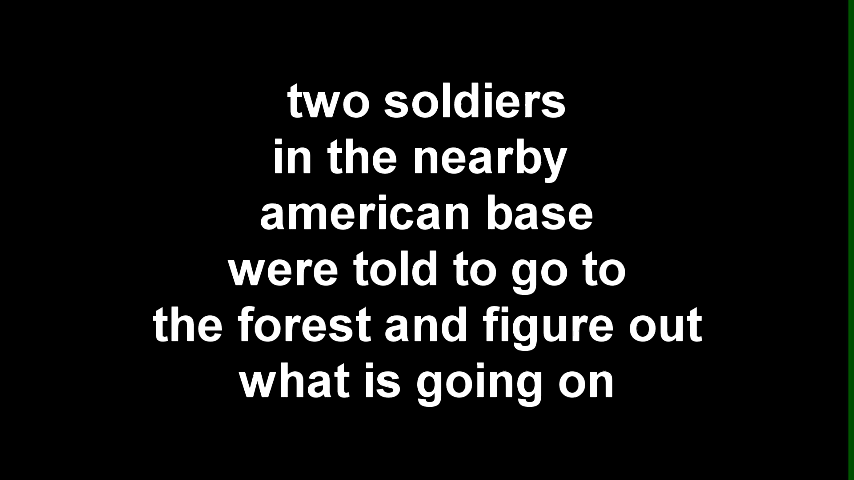 two soldiers
in the nearby
american base
were told to go to
the forest and figure out
what is going on